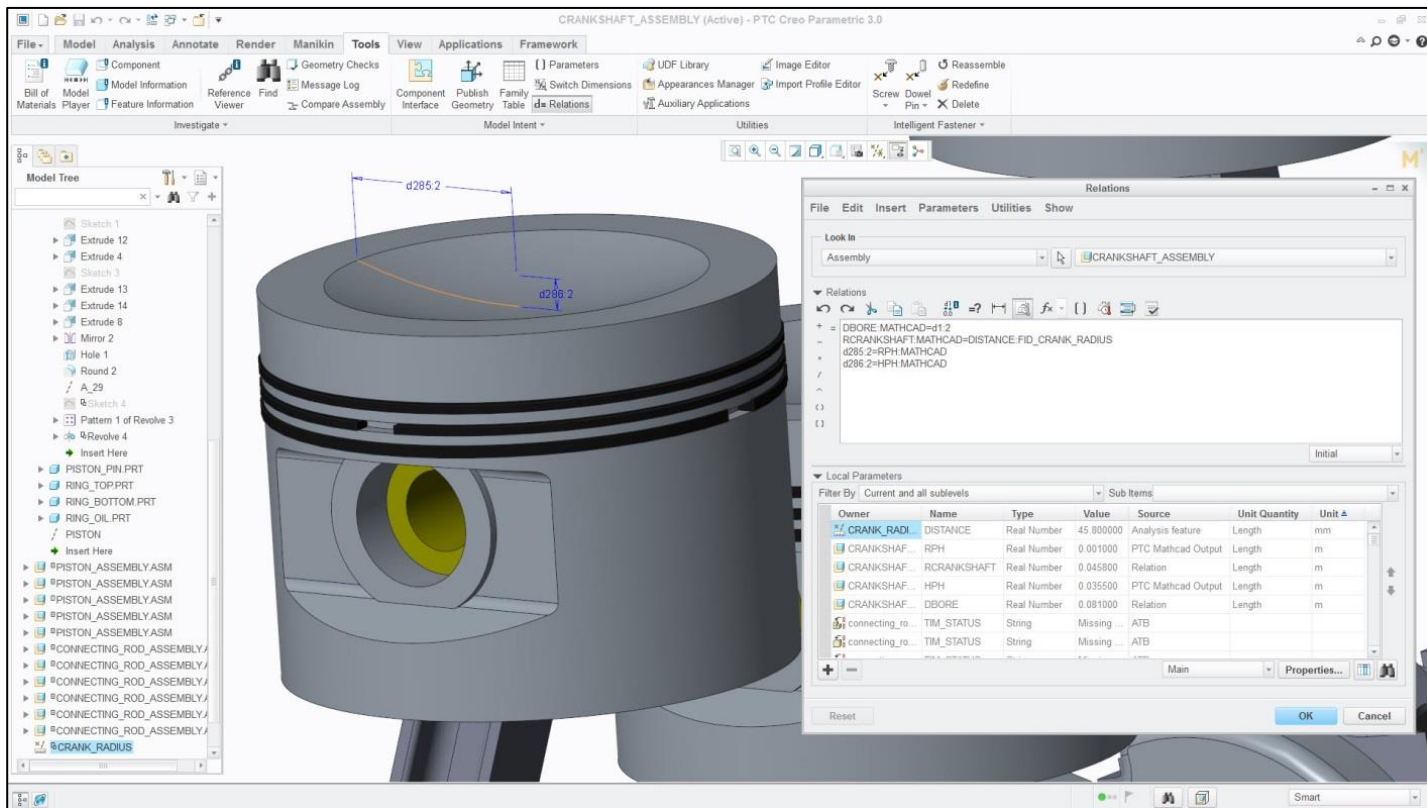 CRANKSHAFT_ASSEMBLY (Active) - PTC Creo Parametric 3.0
File Model Analysis Annotate Render Manikin Tools View Applications Framework
Bill of Materials
Model Player
Component
Model Information
Feature Information
Reference Viewer
Find
Geometry Checks
Message Log
Compare Assembly
Component Interface
Publish Geometry
Family Table
[ ] Parameters
Switch Dimensions
d= Relations
UDF Library
Appearances Manager
Auxiliary Applications
Image Editor
Import Profile Editor
Screw
Dowel Pin
Reassemble
Redefine
Delete
Investigate Model Intent Utilities Intelligent Fastener
Model Tree
Sketch 1
Extrude 12
Extrude 4
Sketch 3
Extrude 13
Extrude 14
Extrude 8
Mirror 2
Hole 1
Round 2
A_29
Sketch 4
Pattern 1 of Revolve 3
Revolve 4
Insert Here
PISTON_PIN.PRT
RING_TOP.PRT
RING_BOTTOM.PRT
RING_OIL.PRT
PISTON
Insert Here
PISTON_ASSEMBLY.ASM
PISTON_ASSEMBLY.ASM
PISTON_ASSEMBLY.ASM
PISTON_ASSEMBLY.ASM
PISTON_ASSEMBLY.ASM
CONNECTING_ROD_ASSEMBLY.A
CONNECTING_ROD_ASSEMBLY.A
CONNECTING_ROD_ASSEMBLY.A
CONNECTING_ROD_ASSEMBLY.A
CONNECTING_ROD_ASSEMBLY.A
CONNECTING_ROD_ASSEMBLY.A
CRANK_RADIUS
d285:2
d286:2
Relations
File Edit Insert Parameters Utilities Show
Look In
Assembly CRANKSHAFT_ASSEMBLY
Relations
DBORE:MATHCAD=d1:2
RCRANKSHAFT:MATHCAD=DISTANCE:FID_CRANK_RADIUS
d285:2=RPH:MATHCAD
d286:2=HPH:MATHCAD
Initial
Local Parameters
Filter By Current and all sublevels Sub Items
Owner Name Type Value Source Unit Quantity Unit
CRANK_RADI... DISTANCE Real Number 45.800000 Analysis feature Length mm
CRANKSHAF... RPH Real Number 0.001000 PTC Mathcad Output Length m
CRANKSHAF... RCRANKSHAFT Real Number 0.045800 Relation Length m
CRANKSHAF... HPH Real Number 0.035500 PTC Mathcad Output Length m
CRANKSHAF... DBORE Real Number 0.081000 Relation Length m
connecting_ro... TIM_STATUS String Missing ... ATB
connecting_ro... TIM_STATUS String Missing ... ATB
Main Properties...
Reset OK Cancel
Smart